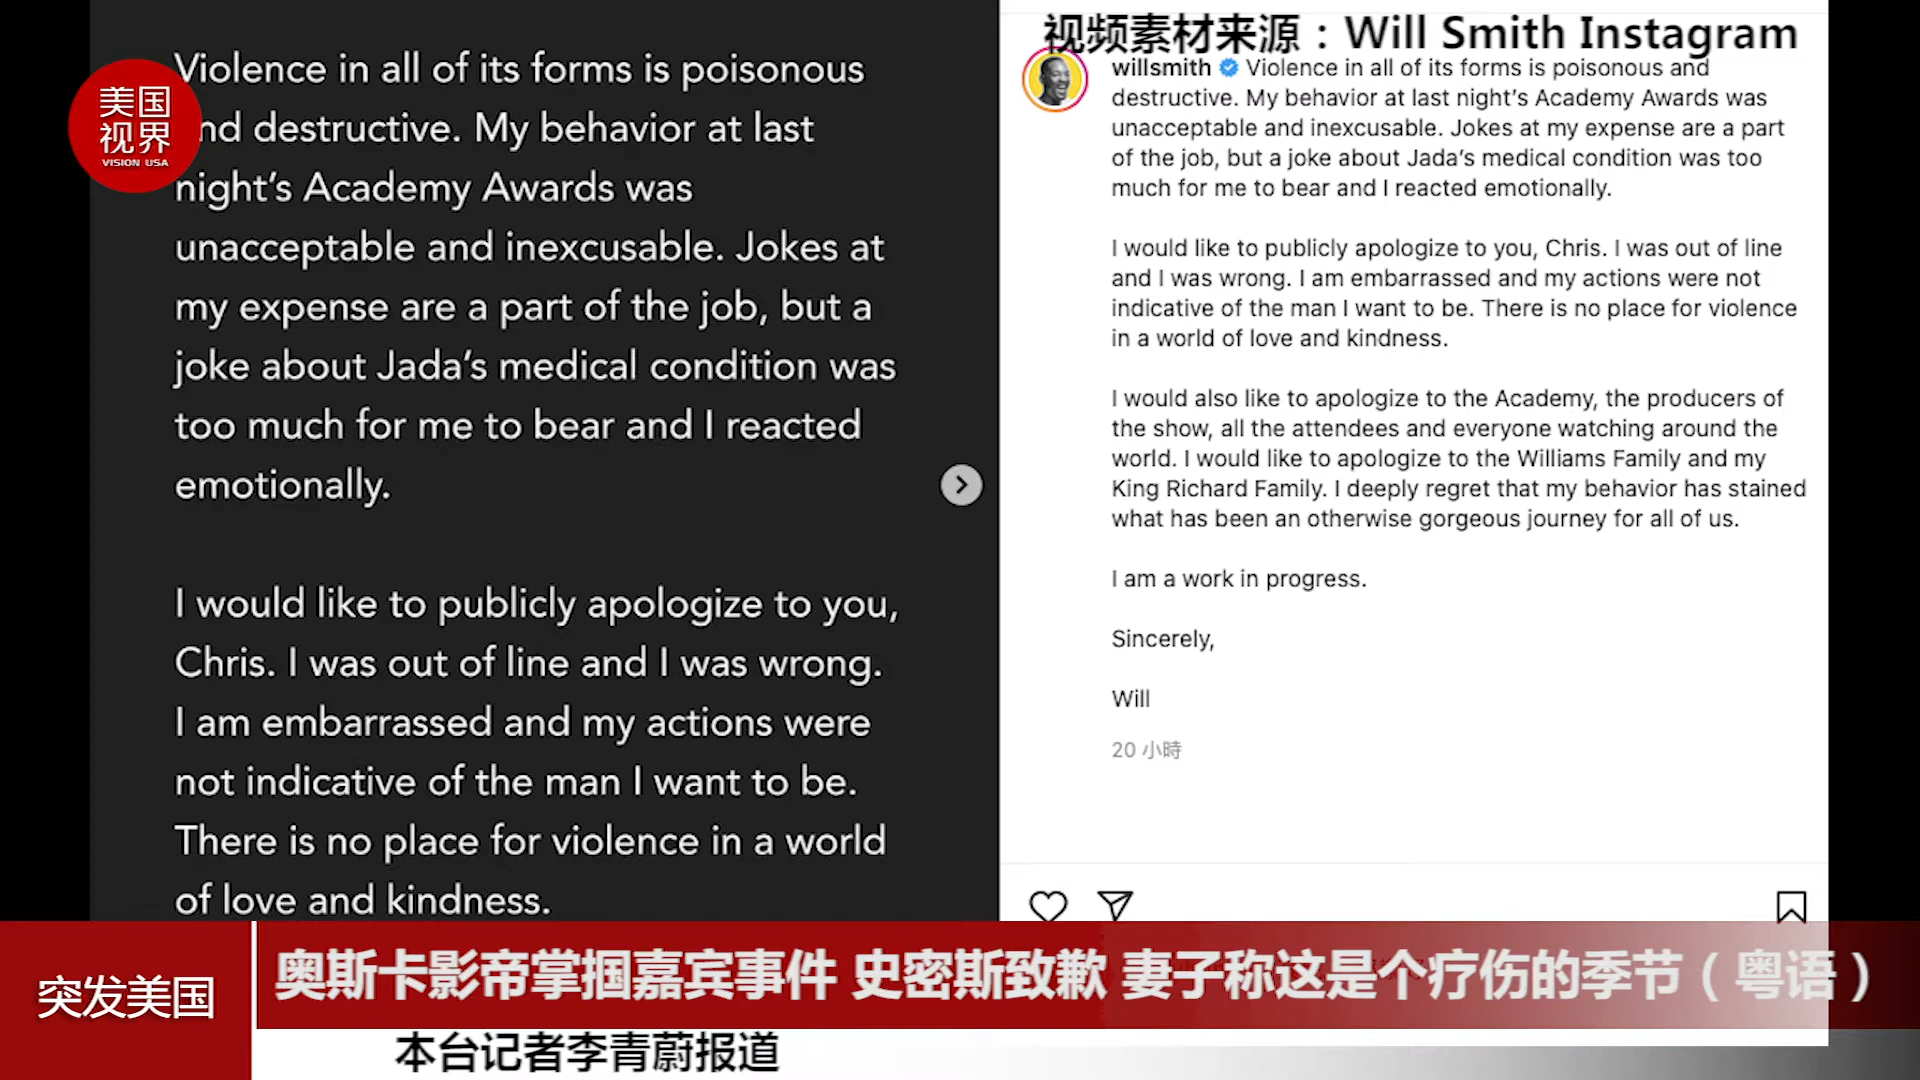 美国
视界
VISION USA
Violence in all of its forms is poisonous
and destructive. My behavior at last
night's Academy Awards was
unacceptable and inexcusable. Jokes at
my expense are a part of the job, but a
joke about Jada's medical condition was
too much for me to bear and I reacted
emotionally.
I would like to publicly apologize to you,
Chris. I was out of line and I was wrong.
I am embarrassed and my actions were
not indicative of the man I want to be.
There is no place for violence in a world
of love and kindness.
视频素材来源：Will Smith Instagram
willsmith Violence in all of its forms is poisonous and
destructive. My behavior at last night's Academy Awards was
unacceptable and inexcusable. Jokes at my expense are a part
of the job, but a joke about Jada's medical condition was too
much for me to bear and I reacted emotionally.
I would like to publicly apologize to you, Chris. I was out of line
and I was wrong. I am embarrassed and my actions were not
indicative of the man I want to be. There is no place for violence
in a world of love and kindness.
I would also like to apologize to the Academy, the producers of
the show, all the attendees and everyone watching around the
world. I would like to apologize to the Williams Family and my
King Richard Family. I deeply regret that my behavior has stained
what has been an otherwise gorgeous journey for all of us.
I am a work in progress.
Sincerely,
Will
20 小時
突发美国
奥斯卡影帝掌掴嘉宾事件 史密斯致歉 妻子称这是个疗伤的季节（粤语）
本台记者李青蔚报道